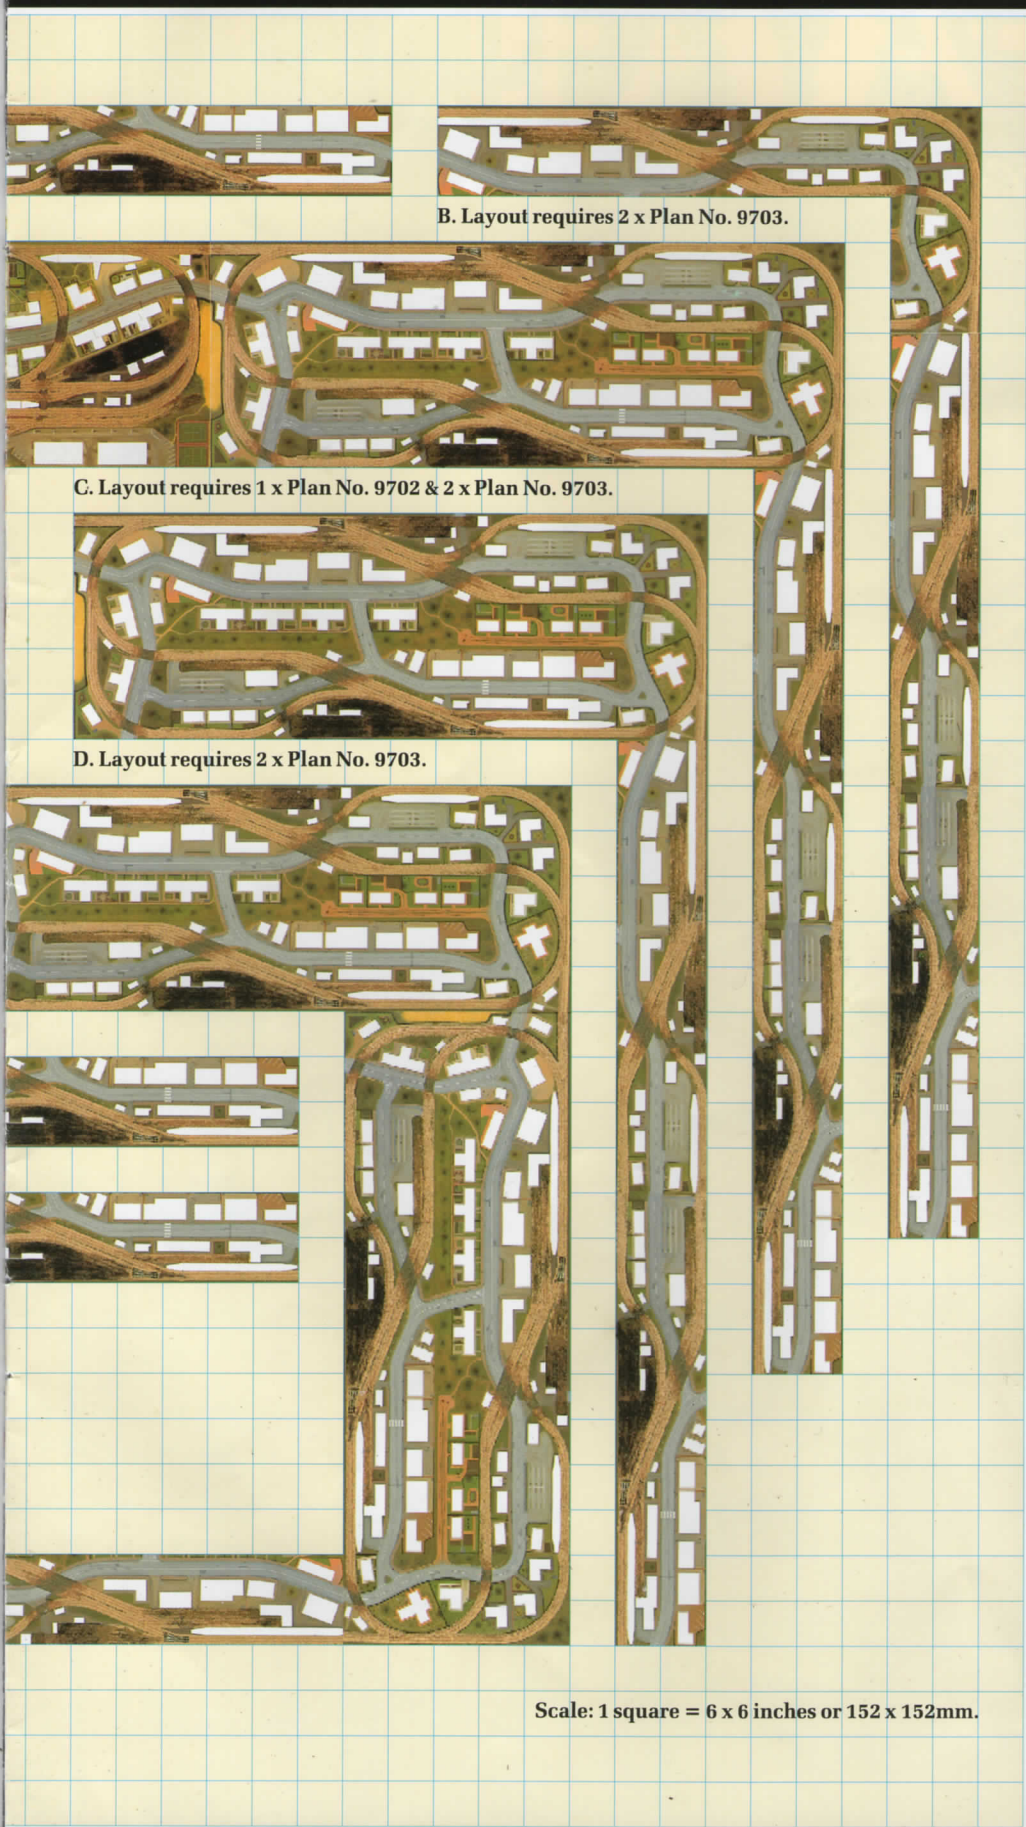 B. Layout requires 2 x Plan No. 9703.
C. Layout requires 1 x Plan No. 9702 & 2 x Plan No. 9703.
D. Layout requires 2 x Plan No. 9703.
Scale: 1 square = 6 x 6 inches or 152 x 152mm.